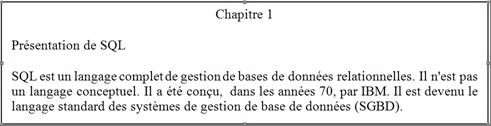 Chapitre 1
Présentation de SQL
SQL est un langage complet de gestion de bases de données relationnelles. Il n'est pas
un langage conceptuel. Il a été conçu,  dans les années 70, par IBM. Il est devenu le
langage standard des systèmes de gestion de base de données (SGBD).